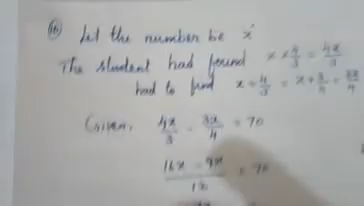 (16) Let the number be x
The student had found x × 4/3 = 4x/3
had to find x ÷ 4/3 = x × 3/4 = 3x/4
Given, 4x/3 - 3x/4 = 70
16x - 9x / 12 = 70